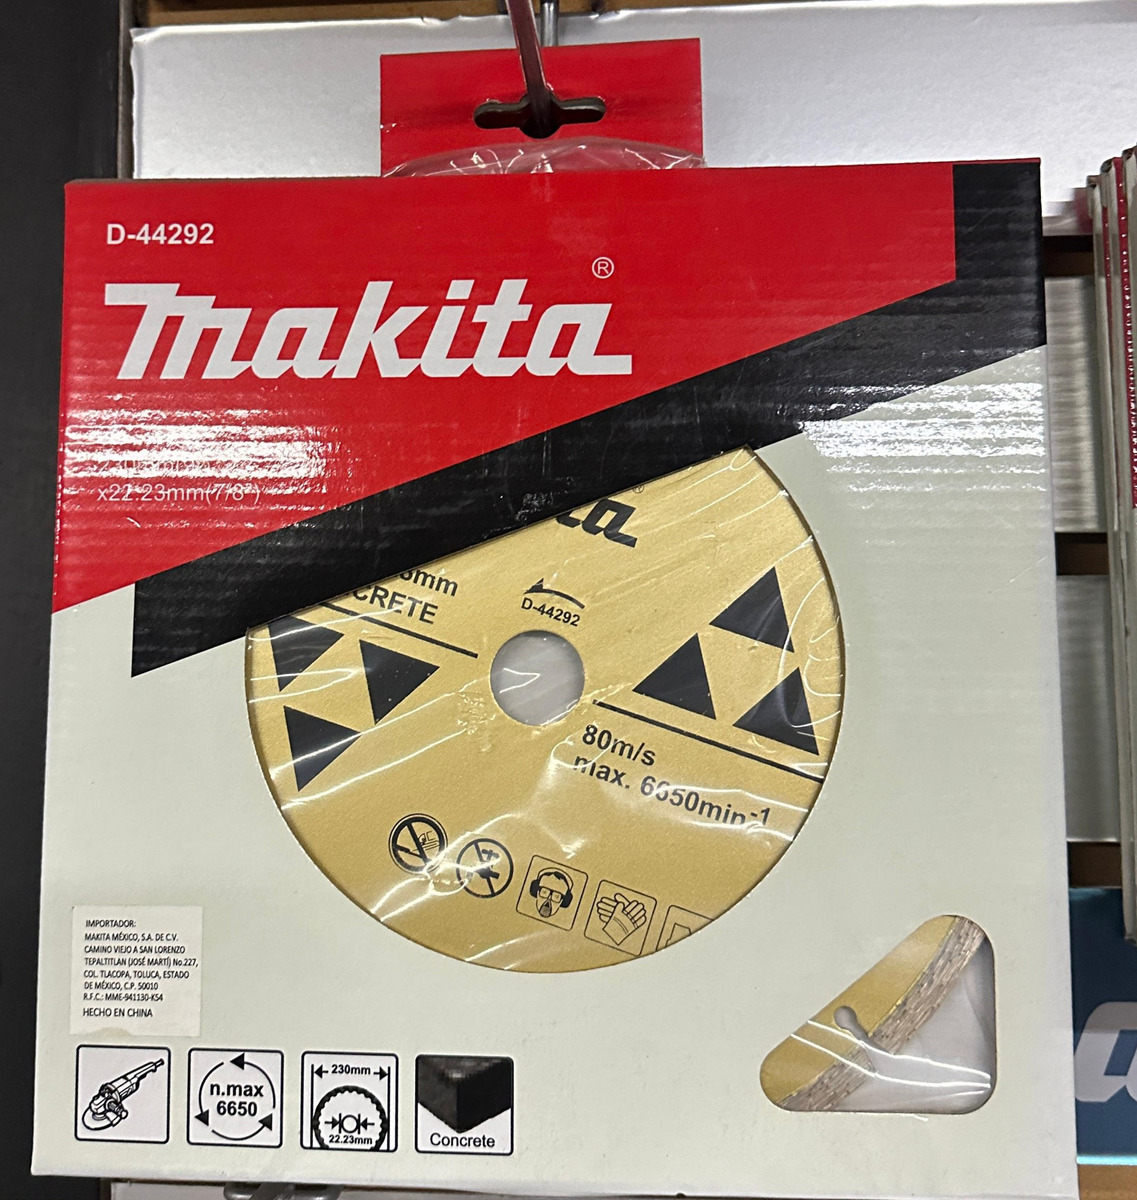 D-44292
makita®
x22.23mm(7/8")
ta®
mm
CRETE
D-44292
80m/s
max. 6650min-1
IMPORTADOR:
MAKITA MÉXICO, S.A. DE C.V.
CAMINO VIEJO A SAN LORENZO
TEPALTITLAN (JOSÉ MARTÍ) No.227,
COL. TLACOPA, TOLUCA, ESTADO
DE MÉXICO, C.P. 50010
R.F.C.: MME-941130-K54
HECHO EN CHINA
n.max
6650
230mm
22.23mm
Concrete